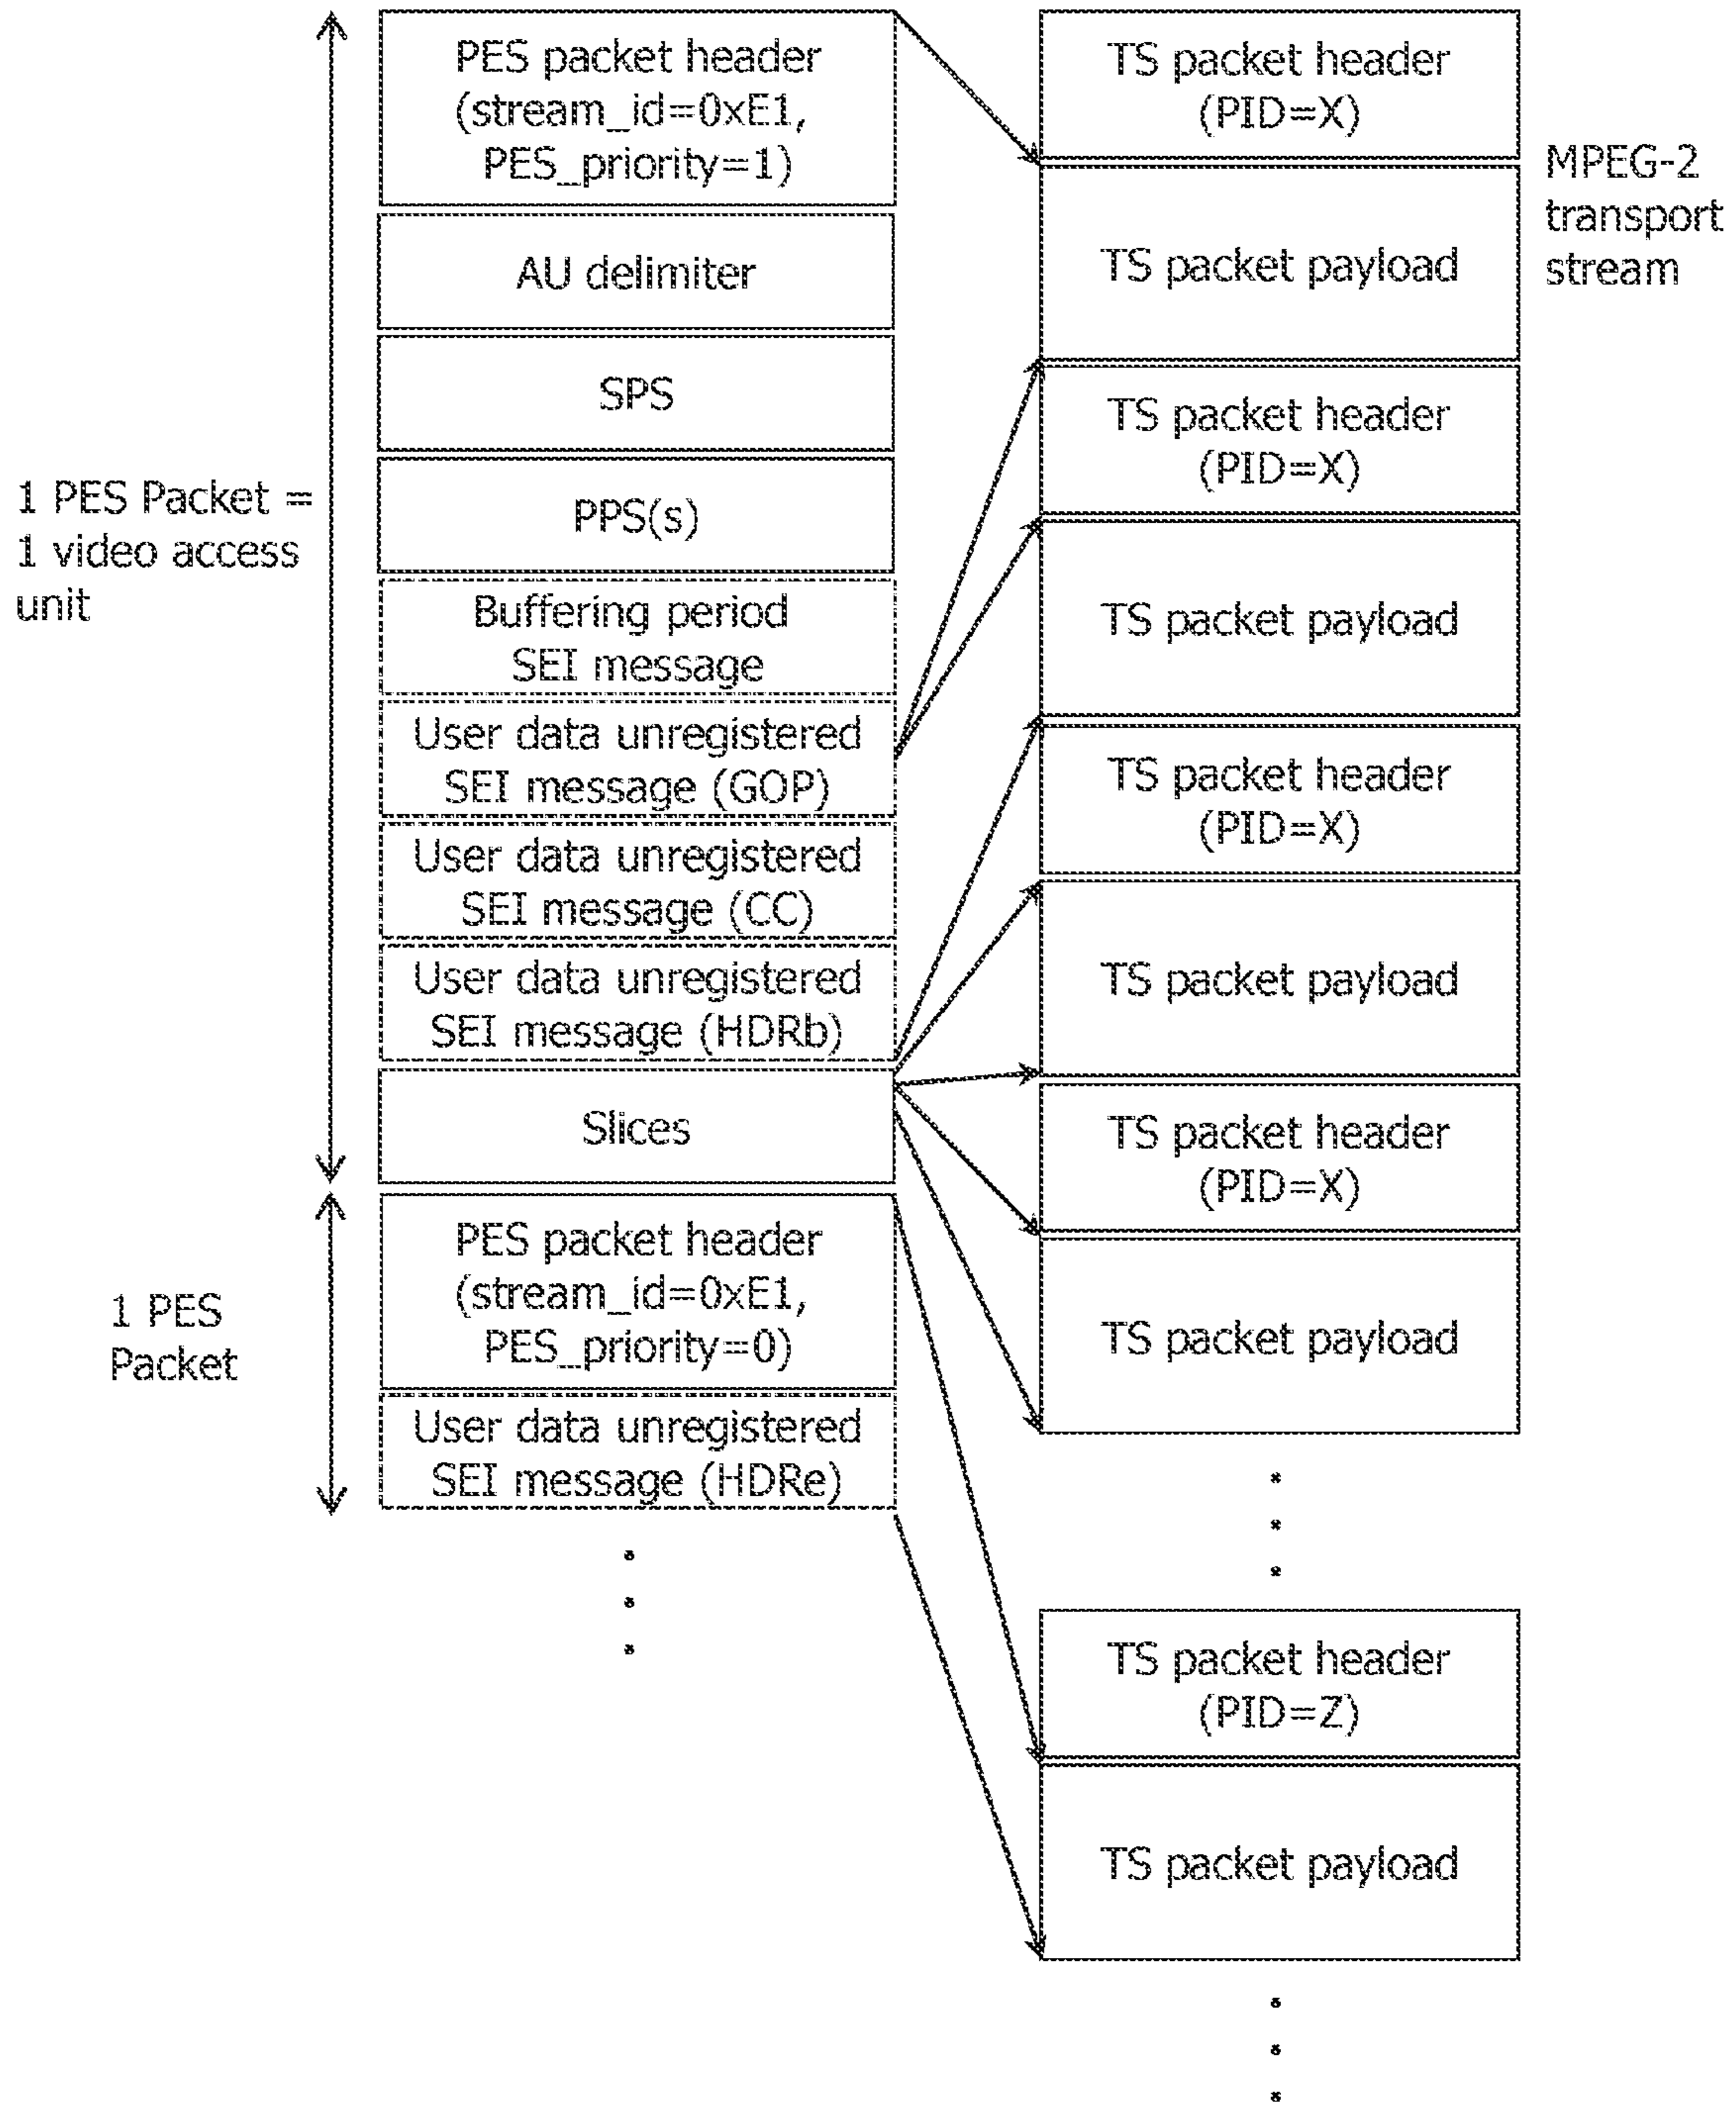 1 PES Packet =
1 video access
unit
1 PES
Packet
PES packet header
(stream_id=0xE1,
PES_priority=1)
AU delimiter
SPS
PPS(s)
Buffering period
SEI message
User data unregistered
SEI message (GOP)
User data unregistered
SEI message (CC)
User data unregistered
SEI message (HDRb)
Slices
PES packet header
(stream_id=0xE1,
PES_priority=0)
User data unregistered
SEI message (HDRe)
TS packet header
(PID=X)
TS packet payload
TS packet header
(PID=X)
TS packet payload
TS packet header
(PID=X)
TS packet payload
TS packet header
(PID=X)
TS packet payload
TS packet header
(PID=Z)
TS packet payload
MPEG-2
transport
stream